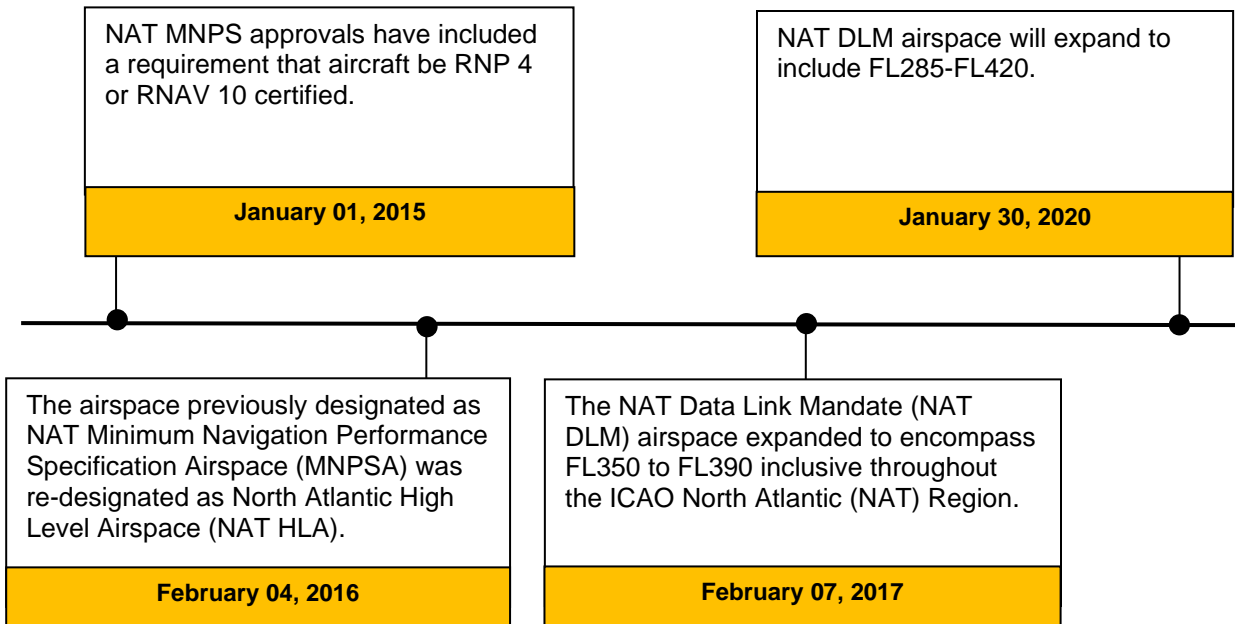 NAT MNPS approvals have included
a requirement that aircraft be RNP 4
or RNAV 10 certified.
January 01, 2015
NAT DLM airspace will expand to
include FL285-FL420.
January 30, 2020
The airspace previously designated as
NAT Minimum Navigation Performance
Specification Airspace (MNPSA) was
re-designated as North Atlantic High
Level Airspace (NAT HLA).
February 04, 2016
The NAT Data Link Mandate (NAT
DLM) airspace expanded to encompass
FL350 to FL390 inclusive throughout
the ICAO North Atlantic (NAT) Region.
February 07, 2017